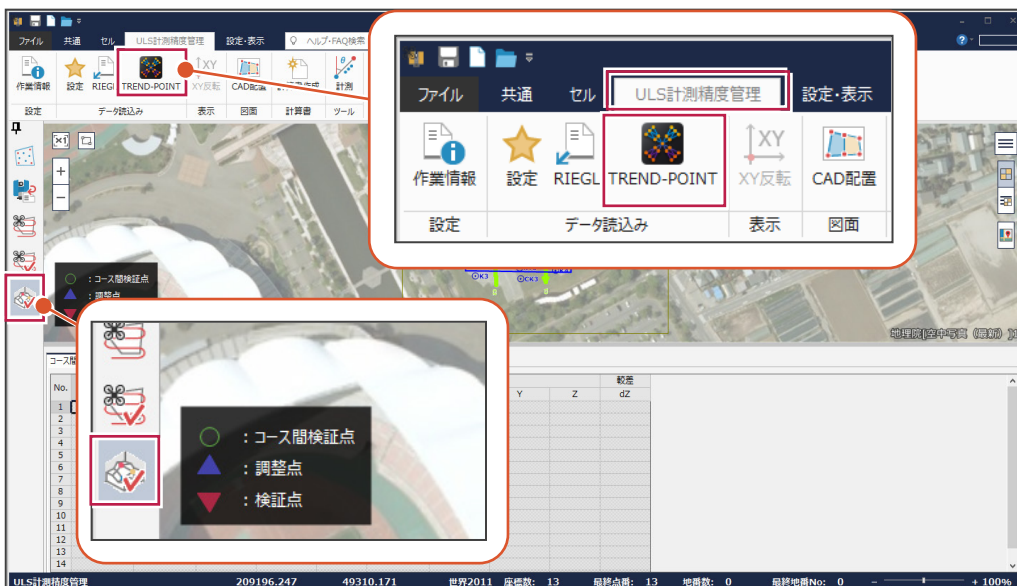 ファイル 共通 セル ULS計測精度管理 設定・表示 ヘルプ・FAQ検索
作業情報 設定 RIEGL TREND-POINT XY反転 CAD配置 計測
設定 データ読込み 表示 図面 計算書 ツール
ファイル 共通 セル ULS計測精度管理 設定・表示
XY
作業情報 設定 RIEGL TREND-POINT XY反転 CAD配置
設定 データ読込み 表示 図面
：コース間検証点
：調整点
K3 CK3
地理院[空中写真（最新）]
：コース間検証点
：調整点
：検証点
較差
No. Y Z dZ
1
2
3
4
5
6
7
8
9
10
11
12
13
14
ULS計測精度管理 209196.247 49310.171 世界2011 座標数: 13 最終点番: 13 地番数: 0 最終地番No: 0 － + 100%